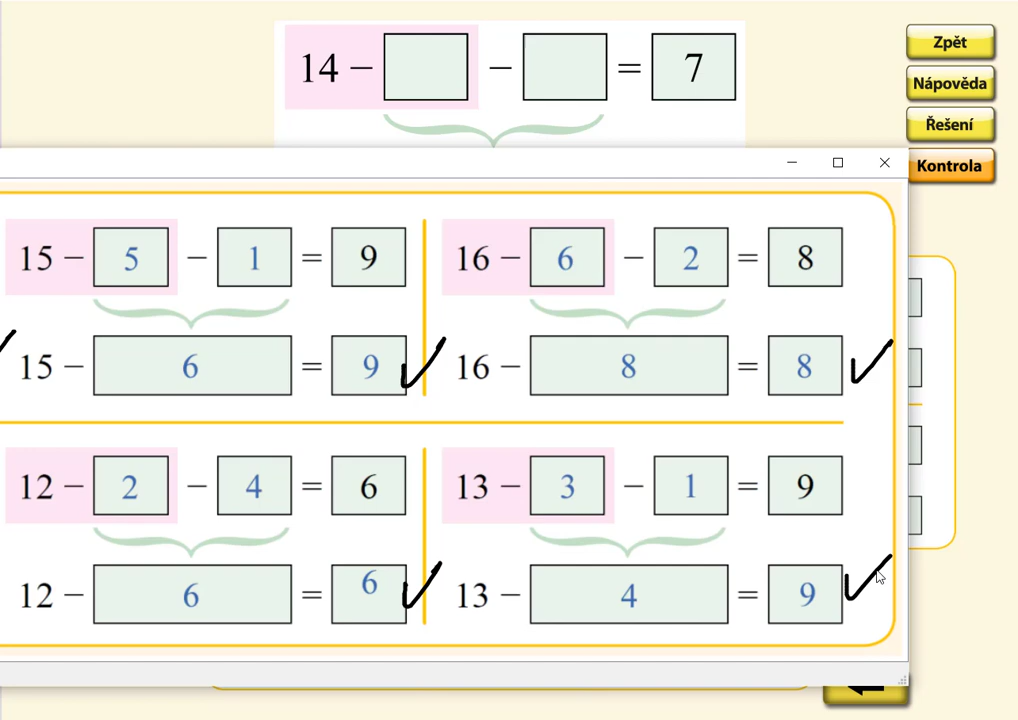 14 − − = 7
Zpět
Nápověda
Řešení
Kontrola
15 − 5 − 1 = 9
16 − 6 − 2 = 8
15 − 6 = 9
16 − 8 = 8
12 − 2 − 4 = 6
13 − 3 − 1 = 9
12 − 6 = 6
13 − 4 = 9